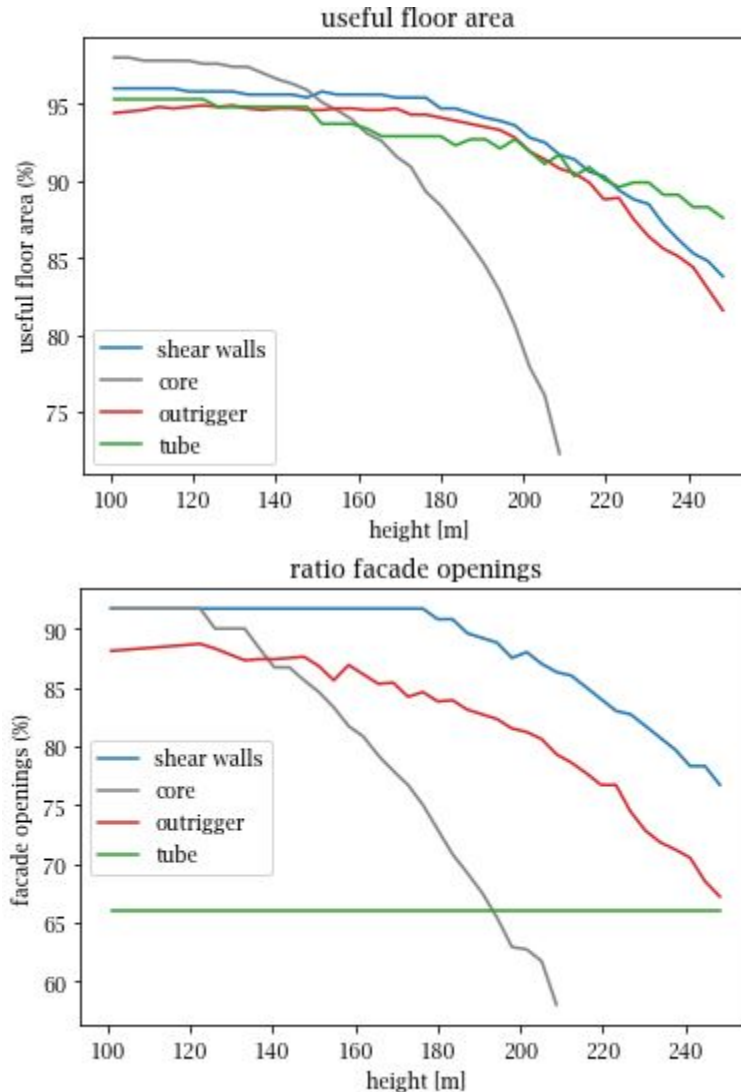 useful floor area
useful floor area (%)
95
90
85
80
75
shear walls
core
outrigger
tube
100 120 140 160 180 200 220 240
height [m]
ratio facade openings
facade openings (%)
90
85
80
75
70
65
60
shear walls
core
outrigger
tube
100 120 140 160 180 200 220 240
height [m]